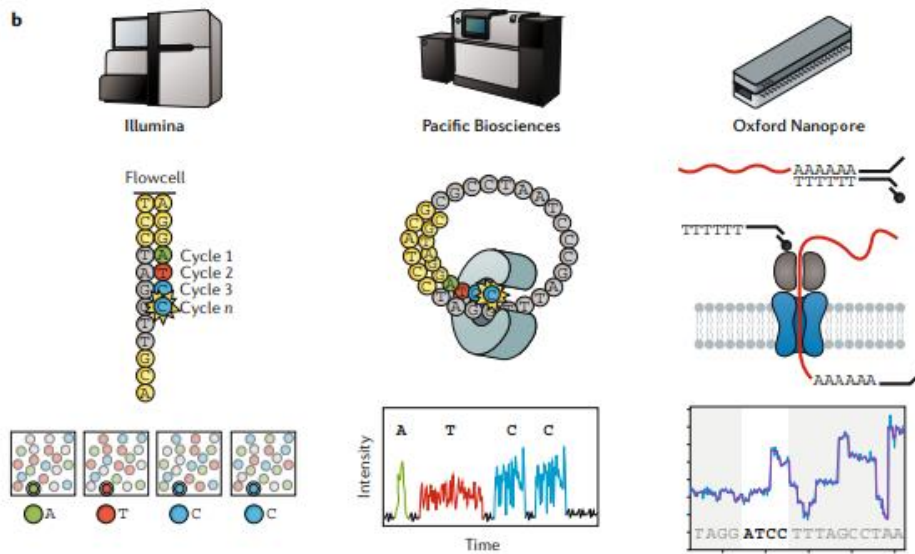 b
Illumina
Pacific Biosciences
Oxford Nanopore
Flowcell
Cycle 1
Cycle 2
Cycle 3
Cycle n
AAAAAA
TTTTTT
TTTTTT
AAAAAA
A
T
C
C
Intensity
Time
A T C C
TAGG ATCC TTTAGCCTAA